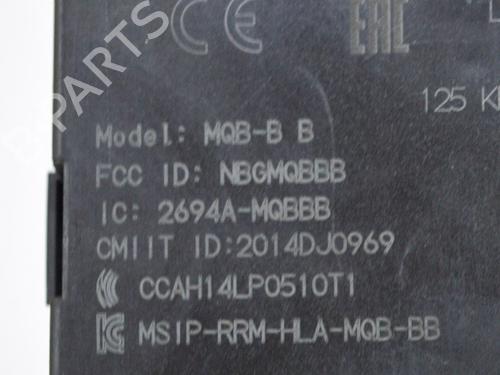 CE EAC
125 K
Model: MQB-B B
FCC ID: NBGMQBBB
IC: 2694A-MQBBB
CMIIT ID:2014DJ0969
CCAH14LP0510T1
MSIP-RRM-HLA-MQB-BB
B-PARTS